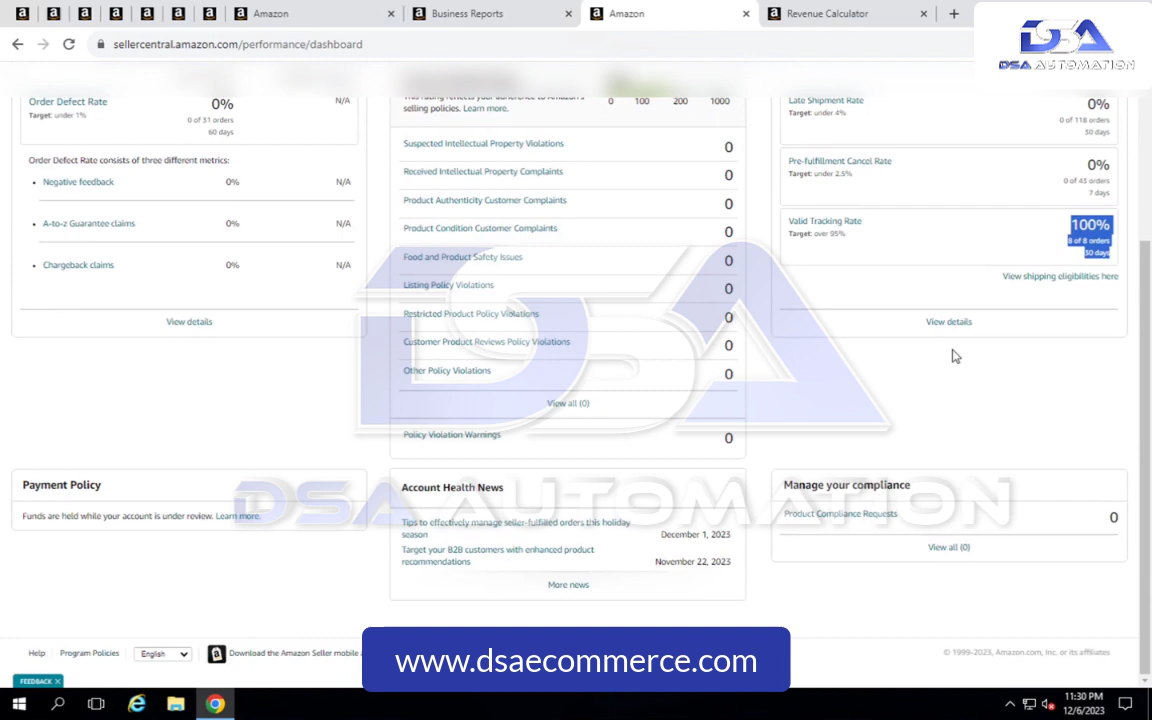 Amazon
Business Reports
Amazon
Revenue Calculator
sellercentral.amazon.com/performance/dashboard
DSA
DSA AUTOMATION
Order Defect Rate
0%
N/A
Target: under 1%
0 of 31 orders
60 days
Order Defect Rate consists of three different metrics:
Negative feedback
0%
N/A
A-to-z Guarantee claims
0%
N/A
Chargeback claims
0%
N/A
View details
This rating reflects your adherence to Amazon's
selling policies. Learn more.
0
100
200
1000
Suspected Intellectual Property Violations
0
Received Intellectual Property Complaints
0
Product Authenticity Customer Complaints
0
Product Condition Customer Complaints
0
Food and Product Safety Issues
0
Listing Policy Violations
0
Restricted Product Policy Violations
0
Customer Product Reviews Policy Violations
0
Other Policy Violations
0
View all (0)
Policy Violation Warnings
0
Late Shipment Rate
0%
Target: under 4%
0 of 118 orders
30 days
Pre-fulfillment Cancel Rate
0%
Target: under 2.5%
0 of 43 orders
7 days
Valid Tracking Rate
100%
Target: over 95%
8 of 8 orders
30 days
View shipping eligibilities here
View details
DSA
DSA AUTOMATION
Payment Policy
Funds are held while your account is under review. Learn more.
Account Health News
Tips to effectively manage seller-fulfilled orders this holiday
season
December 1, 2023
Target your B2B customers with enhanced product
recommendations
November 22, 2023
More news
Manage your compliance
Product Compliance Requests
0
View all (0)
Help
Program Policies
English
Download the Amazon Seller mobile
© 1999-2023, Amazon.com, Inc. or its affiliates
FEEDBACK X
www.dsaecommerce.com
11:30 PM
12/6/2023